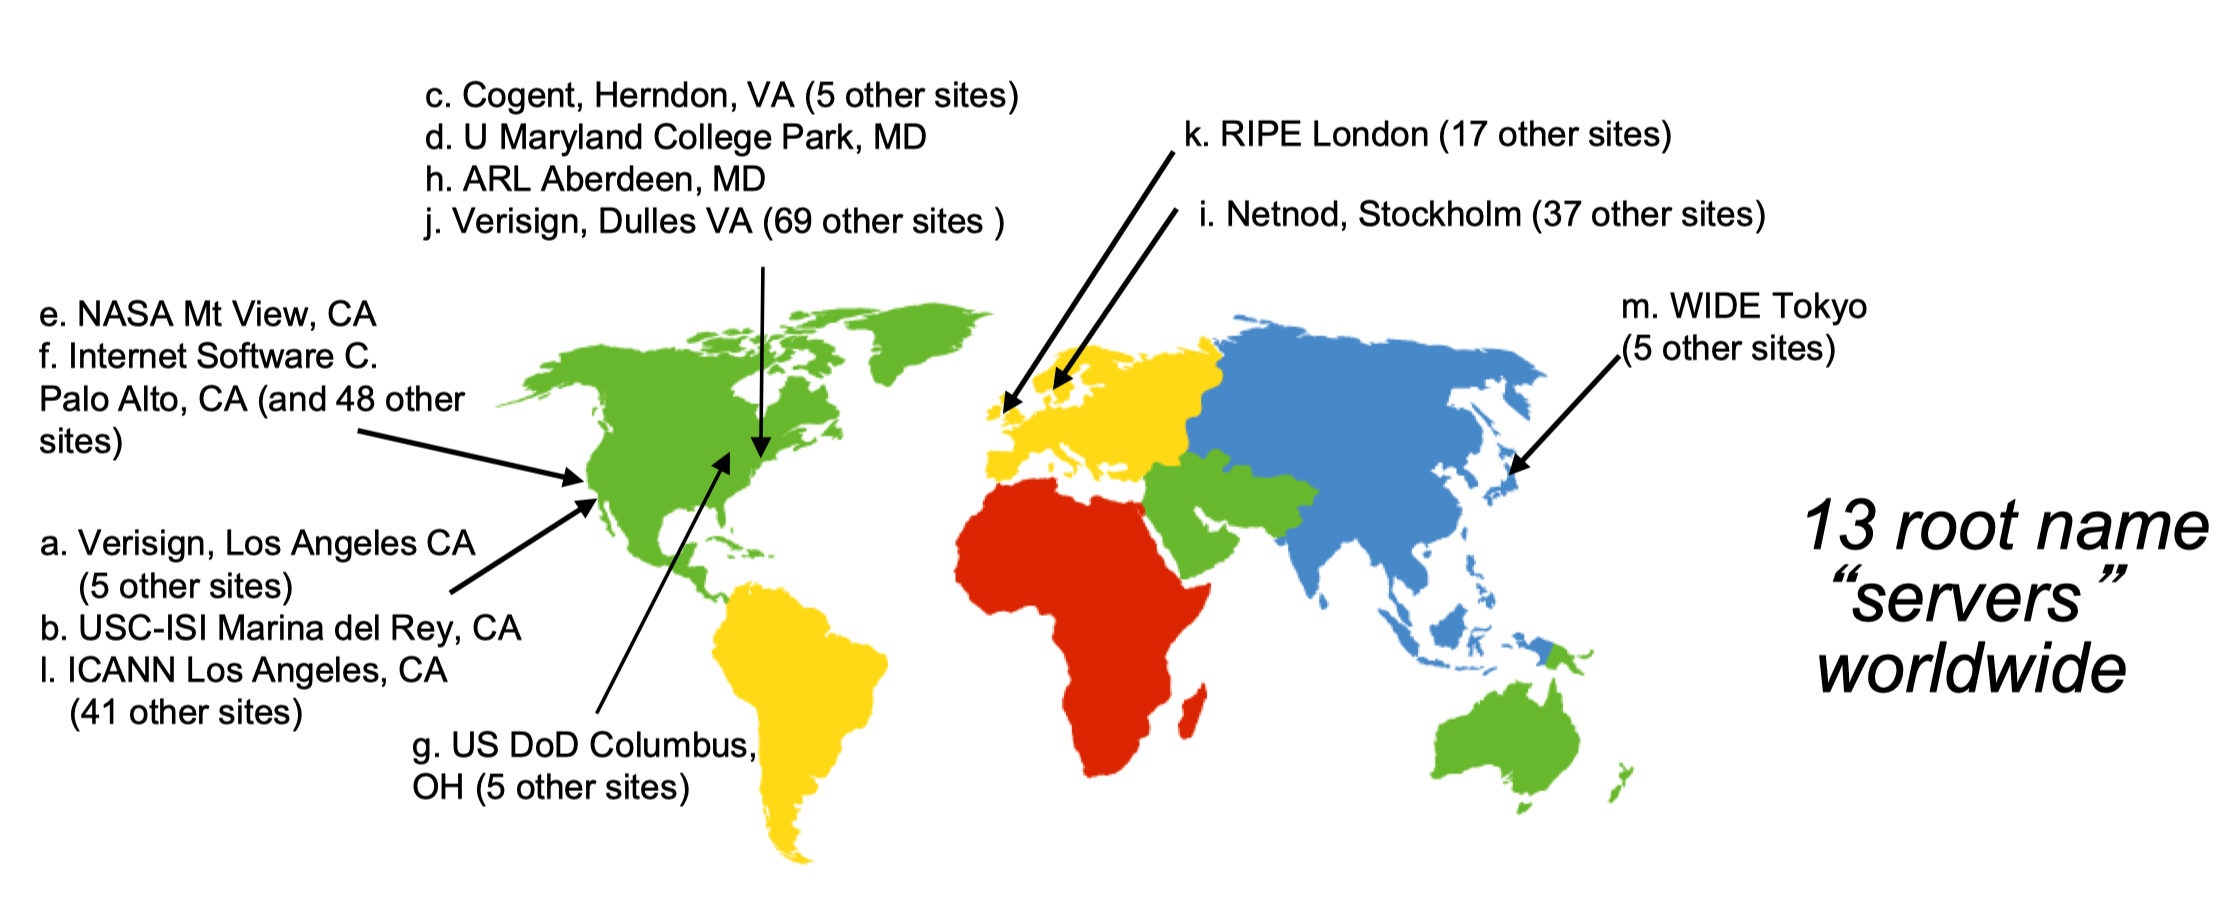 c. Cogent, Herndon, VA (5 other sites)
d. U Maryland College Park, MD
h. ARL Aberdeen, MD
j. Verisign, Dulles VA (69 other sites )
k. RIPE London (17 other sites)
i. Netnod, Stockholm (37 other sites)
m. WIDE Tokyo
(5 other sites)
e. NASA Mt View, CA
f. Internet Software C.
Palo Alto, CA (and 48 other
sites)
a. Verisign, Los Angeles CA
(5 other sites)
b. USC-ISI Marina del Rey, CA
l. ICANN Los Angeles, CA
(41 other sites)
g. US DoD Columbus,
OH (5 other sites)
13 root name
“servers”
worldwide